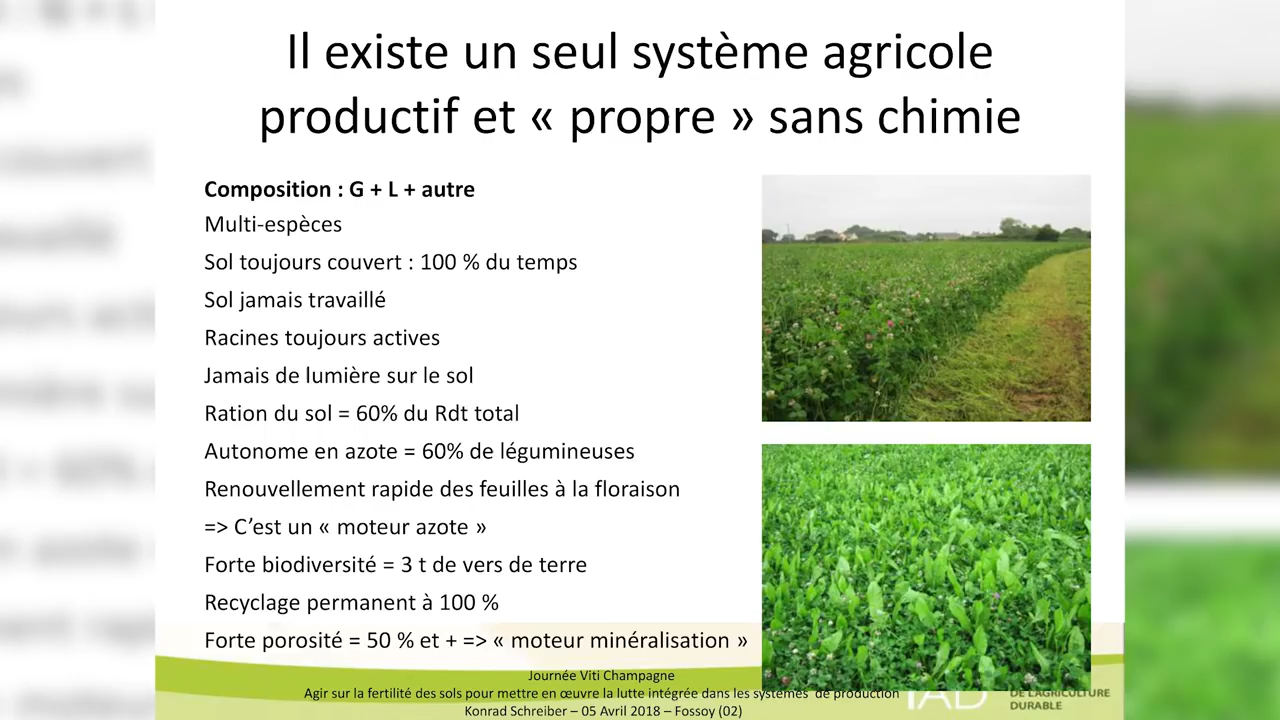 Il existe un seul système agricole
productif et « propre » sans chimie
Composition : G + L + autre
Multi-espèces
Sol toujours couvert : 100 % du temps
Sol jamais travaillé
Racines toujours actives
Jamais de lumière sur le sol
Ration du sol = 60% du Rdt total
Autonome en azote = 60% de légumineuses
Renouvellement rapide des feuilles à la floraison
=> C’est un « moteur azote »
Forte biodiversité = 3 t de vers de terre
Recyclage permanent à 100 %
Forte porosité = 50 % et + => « moteur minéralisation »
Journée Viti Champagne
Agir sur la fertilité des sols pour mettre en œuvre la lutte intégrée dans les systèmes de production
Konrad Schreiber – 05 Avril 2018 – Fossoy (02)
IAD
DE L'AGRICULTURE
DURABLE